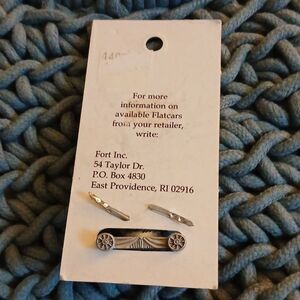 For more
information on
available Flatcars
from your retailer,
write:
Fort Inc.
54 Taylor Dr.
P.O. Box 4830
East Providence, RI 02916